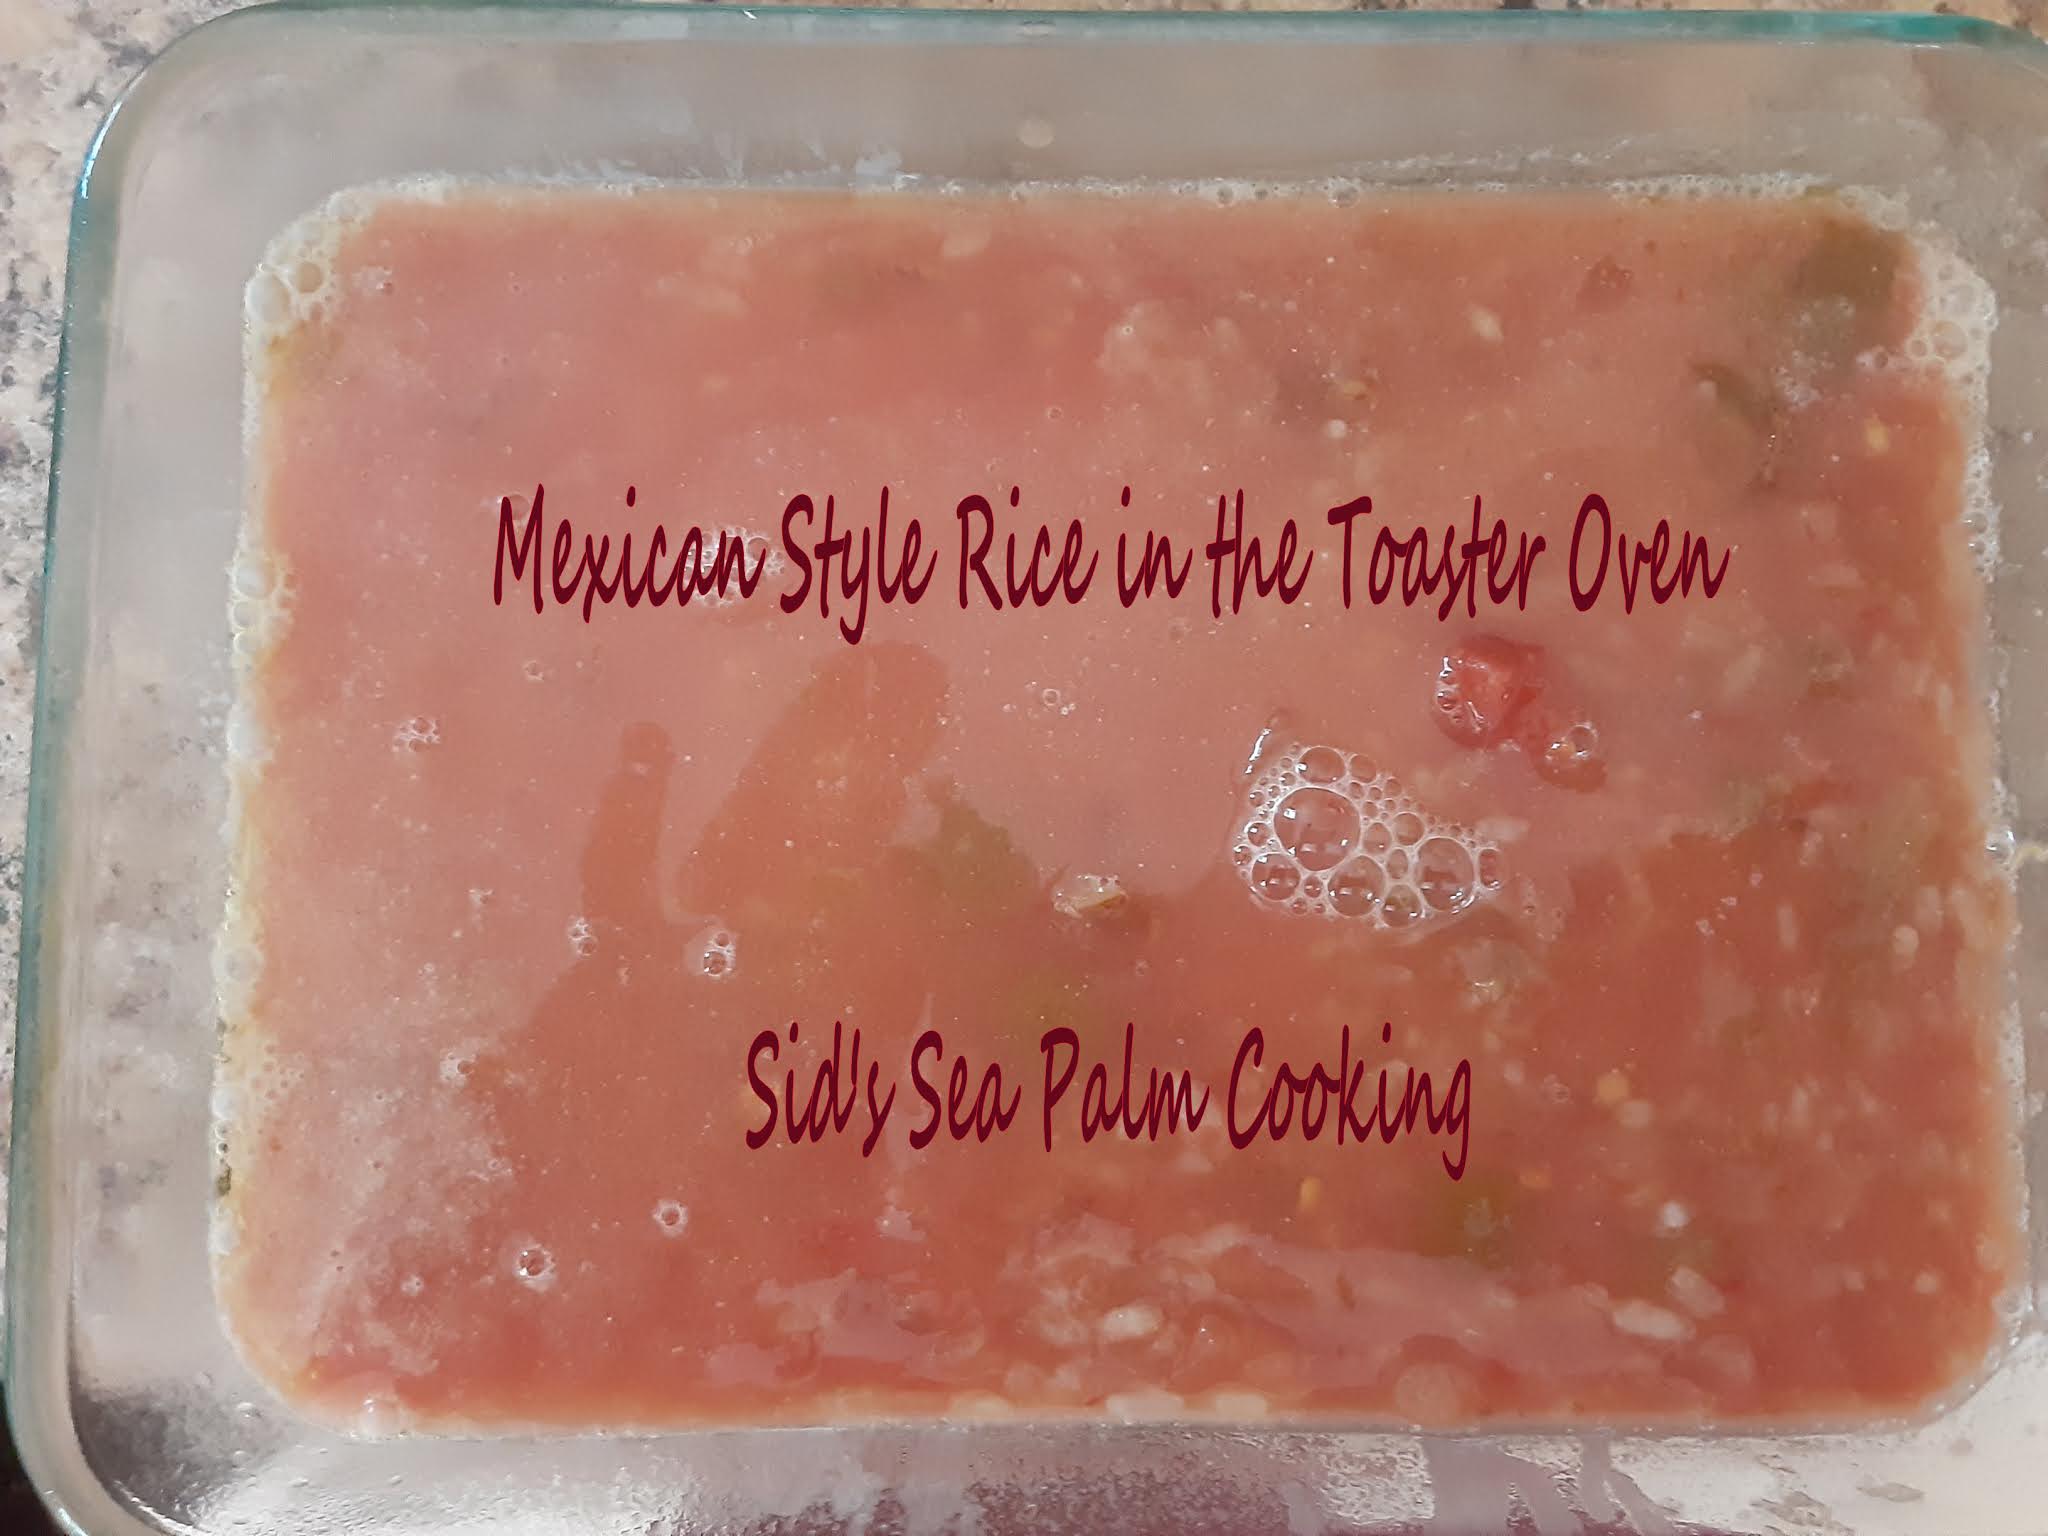 Mexican Style Rice in the Toaster Oven
Sid's Sea Palm Cooking